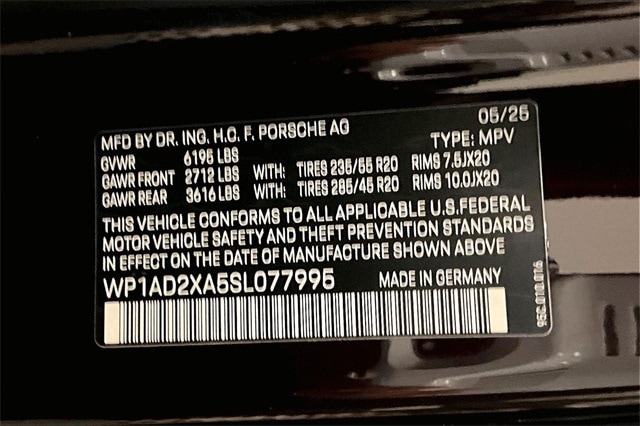 MFD BY DR. ING. H.C. F. PORSCHE AG 05/25
GVWR 6195 LBS TYPE: MPV
GAWR FRONT 2712 LBS WITH: TIRES 235/55 R20 RIMS 7.5JX20
GAWR REAR 3616 LBS WITH: TIRES 285/45 R20 RIMS 10.0JX20
THIS VEHICLE CONFORMS TO ALL APPLICABLE U.S.FEDERAL
MOTOR VEHICLE SAFETY AND THEFT PREVENTION STANDARDS
IN EFFECT ON THE DATE OF MANUFACTURE SHOWN ABOVE
WP1AD2XA5SL077995 MADE IN GERMANY